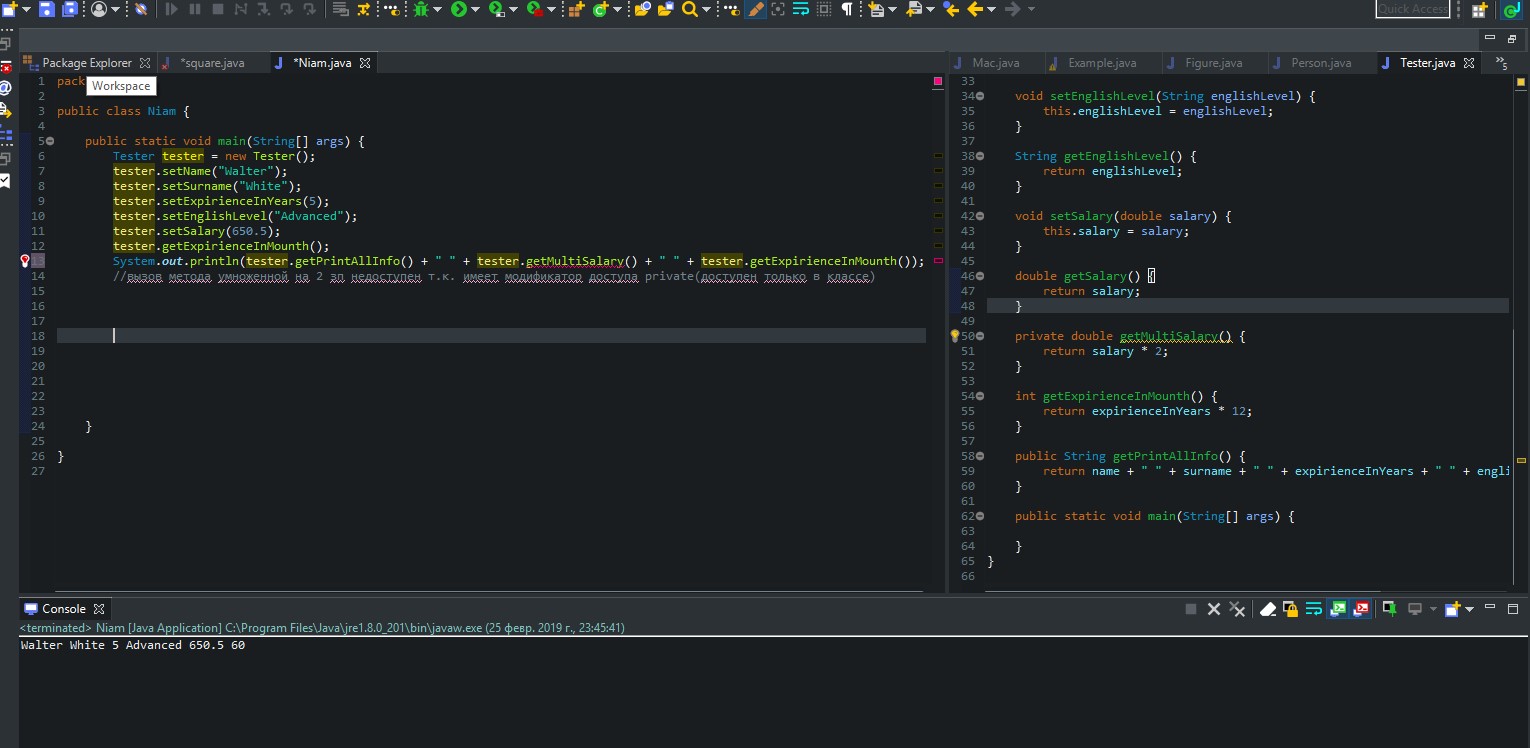 Quick Access
Package Explorer
*square.java
*Niam.java
1 pack
Workspace
2
3 public class Niam {
4
5 public static void main(String[] args) {
6 Tester tester = new Tester();
7 tester.setName("Walter");
8 tester.setSurname("White");
9 tester.setExpirienceInYears(5);
10 tester.setEnglishLevel("Advanced");
11 tester.setSalary(650.5);
12 tester.getExpirienceInMounth();
13 System.out.println(tester.getPrintAllInfo() + " " + tester.getMultiSalary() + " " + tester.getExpirienceInMounth());
14 //вызов метода умноженной на 2 зп недоступен т.к. имеет модификатор доступа private(доступен только в классе)
15
16
17
18
19
20
21
22
23
24 }
25
26 }
27
Mac.java
Example.java
Figure.java
Person.java
Tester.java
»5
33
34 void setEnglishLevel(String englishLevel) {
35 this.englishLevel = englishLevel;
36 }
37
38 String getEnglishLevel() {
39 return englishLevel;
40 }
41
42 void setSalary(double salary) {
43 this.salary = salary;
44 }
45
46 double getSalary() {
47 return salary;
48 }
49
50 private double getMultiSalary() {
51 return salary * 2;
52 }
53
54 int getExpirienceInMounth() {
55 return expirienceInYears * 12;
56 }
57
58 public String getPrintAllInfo() {
59 return name + " " + surname + " " + expirienceInYears + " " + engli
60 }
61
62 public static void main(String[] args) {
63
64 }
65 }
66
Console
<terminated> Niam [Java Application] C:\Program Files\Java\jre1.8.0_201\bin\javaw.exe (25 февр. 2019 г., 23:45:41)
Walter White 5 Advanced 650.5 60